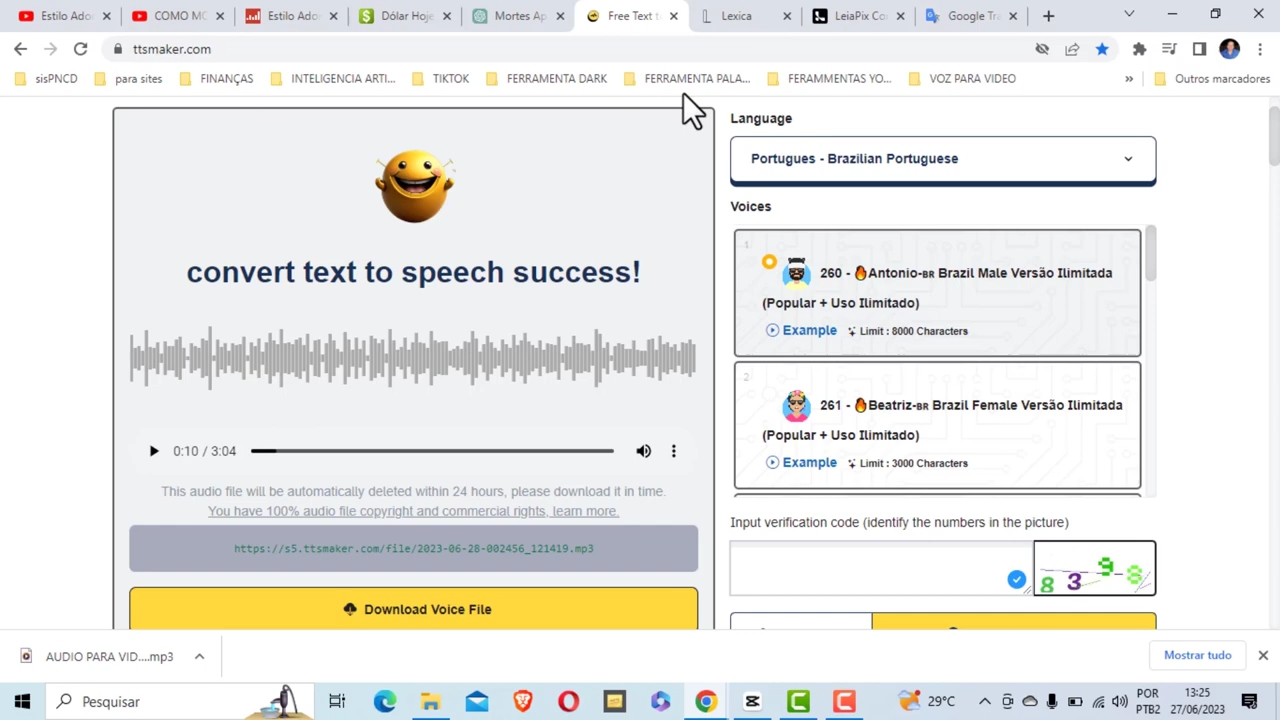 Estilo Ado
COMO MO
Estilo Ado
Dólar Hoje
Mortes Ap
Free Text to
Lexica
LeiaPix Co
Google Tra
ttsmaker.com
sisPNCD
para sites
FINANÇAS
INTELIGENCIA ARTI...
TIKTOK
FERRAMENTA DARK
FERRAMENTA PALA...
FERAMMENTAS YO...
VOZ PARA VIDEO
»
Outros marcadores
convert text to speech success!
0:10 / 3:04
This audio file will be automatically deleted within 24 hours, please download it in time.
You have 100% audio file copyright and commercial rights, learn more.
https://s5.ttsmaker.com/file/2023-06-28-002456_121419.mp3
Download Voice File
Language
Portugues - Brazilian Portuguese
Voices
1
260 - 🔥Antonio-BR Brazil Male Versão Ilimitada
(Popular + Uso Ilimitado)
Example Limit : 8000 Characters
2
261 - 🔥Beatriz-BR Brazil Female Versão Ilimitada
(Popular + Uso Ilimitado)
Example Limit : 3000 Characters
Input verification code (identify the numbers in the picture)
AUDIO PARA VID....mp3
Mostrar tudo
Pesquisar
29°C
POR
PTB2
13:25
27/06/2023